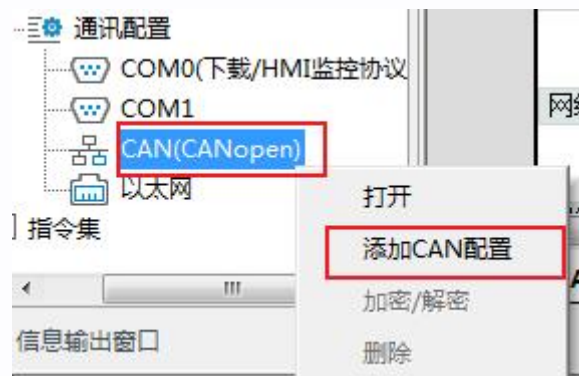 通讯配置
COM0(下载/HMI监控协议
COM1
CAN(CANopen)
以太网
指令集
信息输出窗口
打开
添加CAN配置
加密/解密
删除